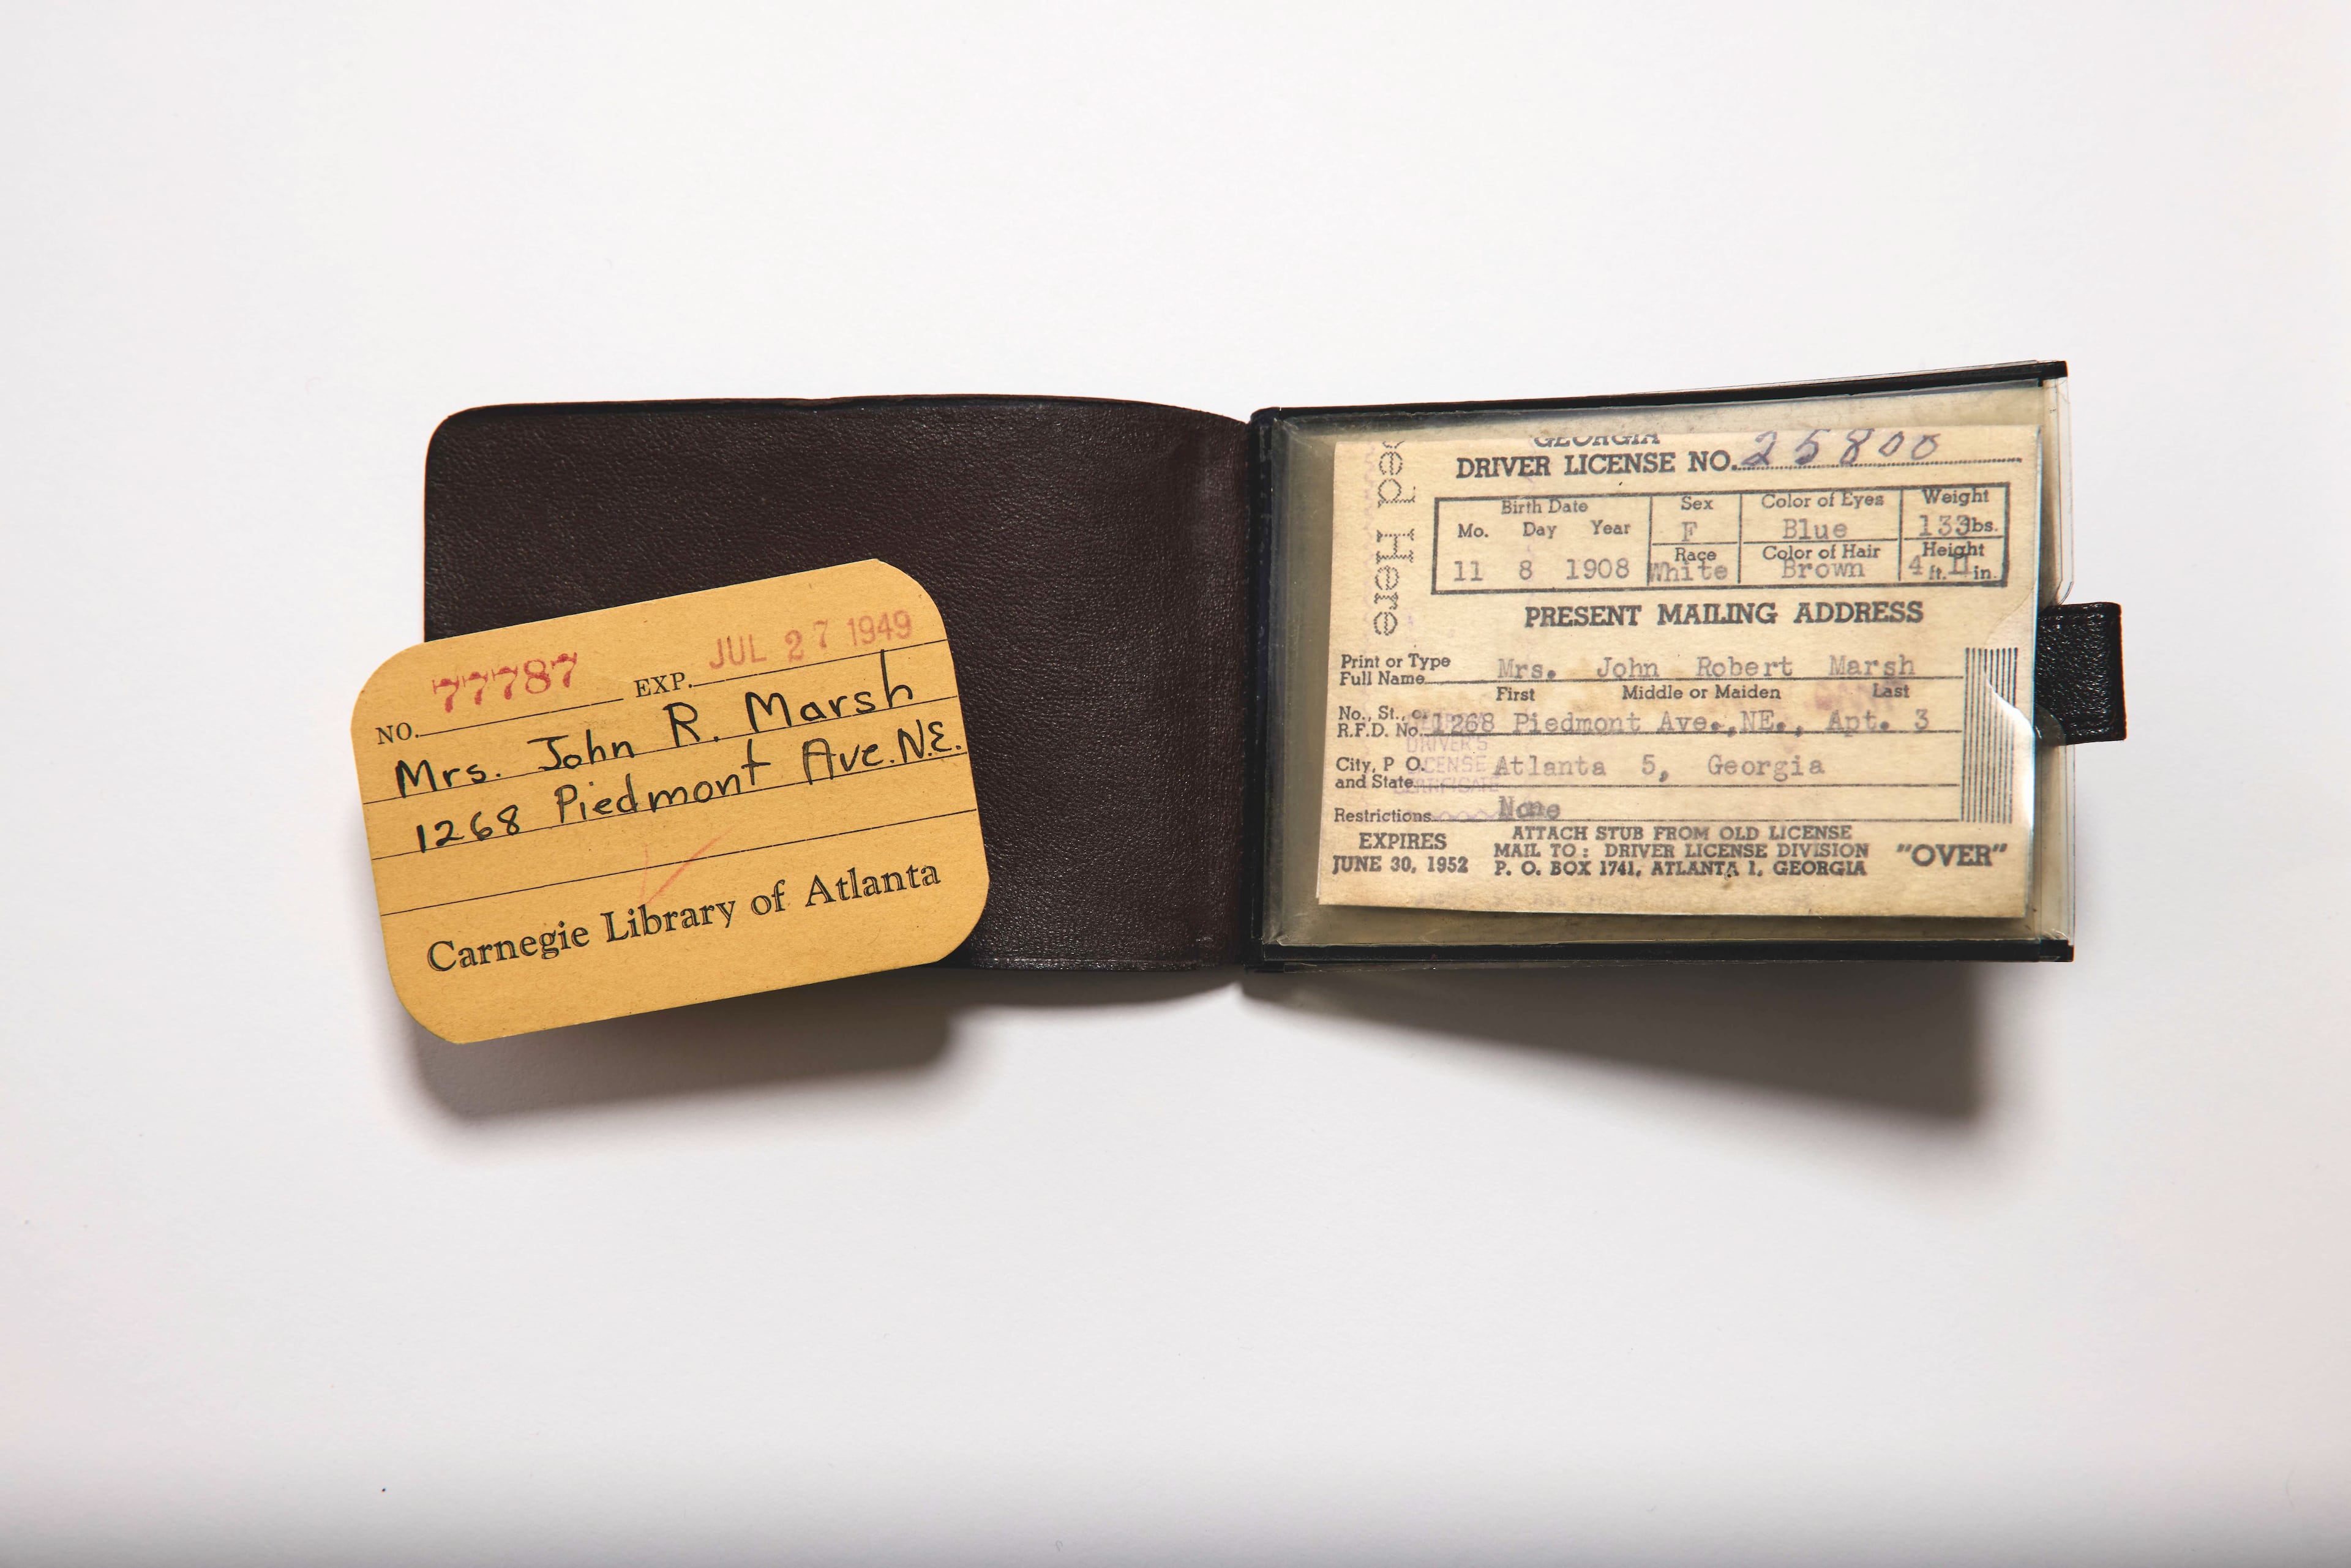 NO. 77787 EXP. JUL 27 1949
Mrs. John R. Marsh
1268 Piedmont Ave. N.E.
Carnegie Library of Atlanta
Here
GEORGIA
DRIVER LICENSE NO. 25800
Birth Date Sex Color of Eyes Weight
Mo. Day Year F Blue 133 lbs.
Race Color of Hair Height
11 8 1908 White Brown 4 ft. 11 in.
PRESENT MAILING ADDRESS
Print or Type
Full Name Mrs. John Robert Marsh
First Middle or Maiden Last
No., St., or
R.F.D. No. 1268 Piedmont Ave.,NE., Apt. 3
DRIVER'S
City, P O.
and State Atlanta 5, Georgia
Restrictions None
EXPIRES
JUNE 30, 1952
ATTACH STUB FROM OLD LICENSE
MAIL TO: DRIVER LICENSE DIVISION
P. O. BOX 1741, ATLANTA 1, GEORGIA
"OVER"